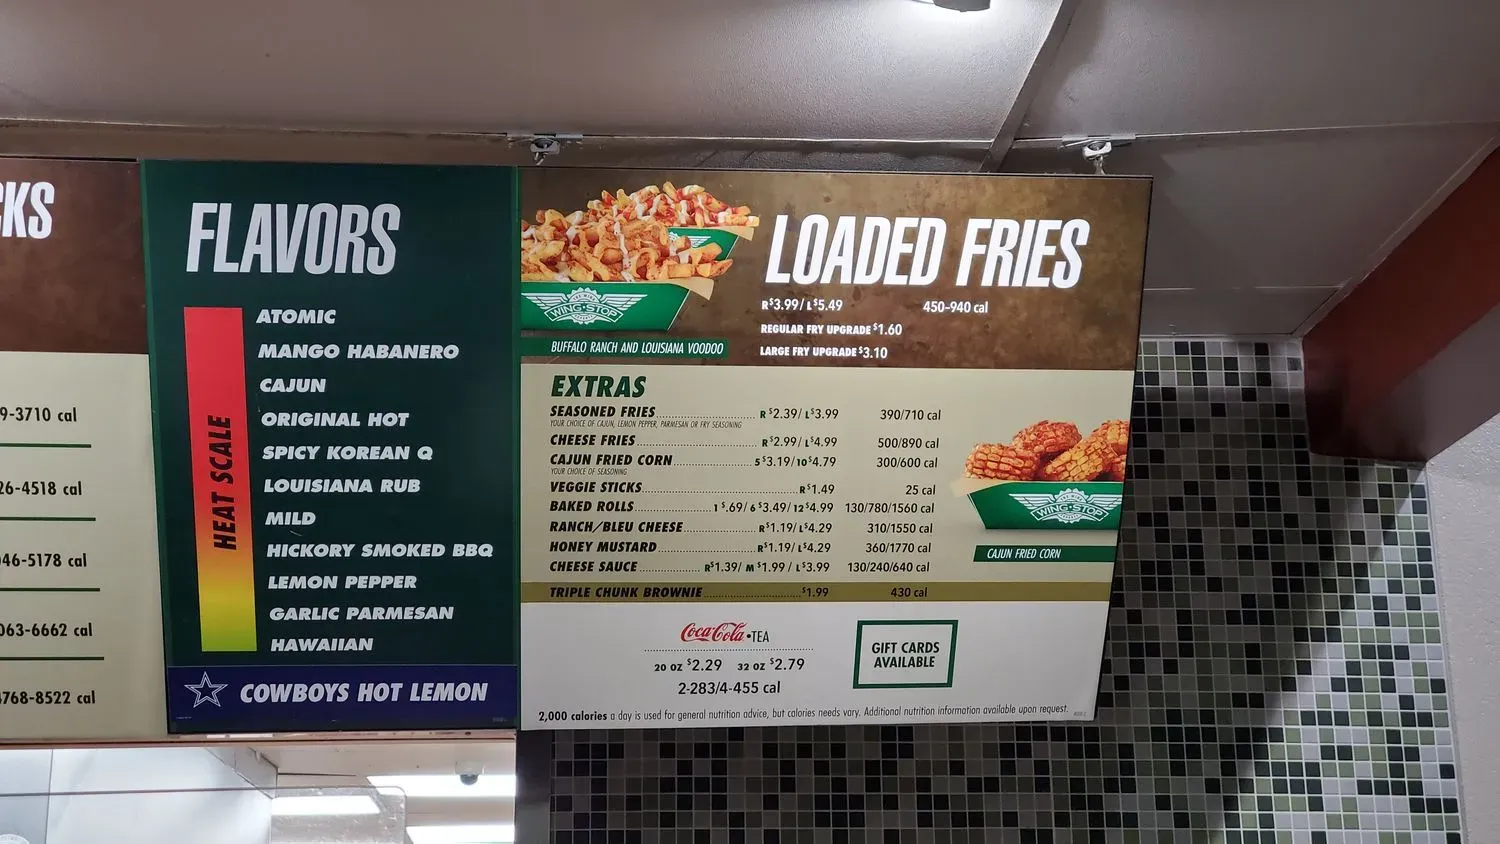 CKS
9-3710 cal
26-4518 cal
46-5178 cal
063-6662 cal
4768-8522 cal
FLAVORS
HEAT SCALE
ATOMIC
MANGO HABANERO
CAJUN
ORIGINAL HOT
SPICY KOREAN Q
LOUISIANA RUB
MILD
HICKORY SMOKED BBQ
LEMON PEPPER
GARLIC PARMESAN
HAWAIIAN
COWBOYS HOT LEMON
WING·STOP
BUFFALO RANCH AND LOUISIANA VOODOO
LOADED FRIES
R $3.99/ L $5.49 450-940 cal
REGULAR FRY UPGRADE $1.60
LARGE FRY UPGRADE $3.10
EXTRAS
SEASONED FRIES R $2.39/ L $3.99 390/710 cal
YOUR CHOICE OF CAJUN, LEMON PEPPER, PARMESAN OR FRY SEASONING
CHEESE FRIES R $2.99/ L $4.99 500/890 cal
CAJUN FRIED CORN 5 $3.19/ 10 $4.79 300/600 cal
YOUR CHOICE OF SEASONING
VEGGIE STICKS R $1.49 25 cal
BAKED ROLLS 1 $.69/ 6 $3.49/ 12 $4.99 130/780/1560 cal
RANCH/BLEU CHEESE R $1.19/ L $4.29 310/1550 cal
HONEY MUSTARD R $1.19/ L $4.29 360/1770 cal
CHEESE SAUCE R $1.39/ M $1.99 / L $3.99 130/240/640 cal
TRIPLE CHUNK BROWNIE $1.99 430 cal
WING·STOP
CAJUN FRIED CORN
Coca-Cola • TEA
20 OZ $2.29 32 OZ $2.79
2-283/4-455 cal
GIFT CARDS
AVAILABLE
2,000 calories a day is used for general nutrition advice, but calories needs vary. Additional nutrition information available upon request.